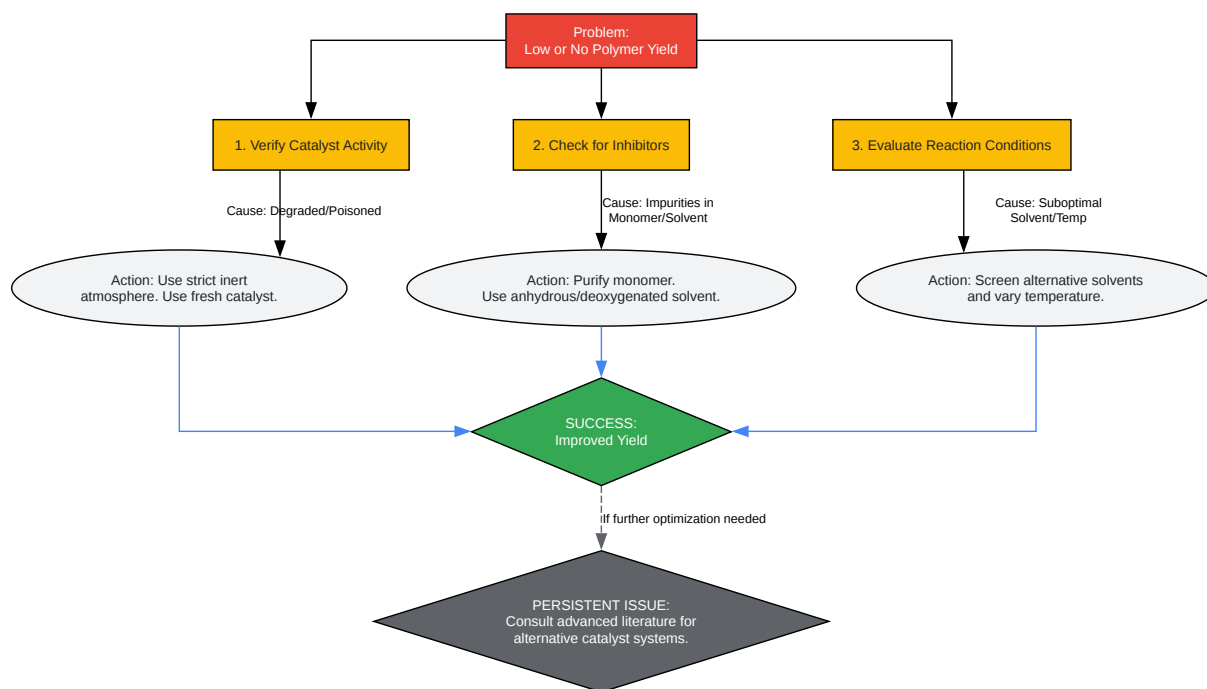 Problem:
Low or No Polymer Yield
1. Verify Catalyst Activity
2. Check for Inhibitors
3. Evaluate Reaction Conditions
Cause: Degraded/Poisoned
Cause: Impurities in
Monomer/Solvent
Cause: Suboptimal
Solvent/Temp
Action: Use strict inert
atmosphere. Use fresh catalyst.
Action: Purify monomer.
Use anhydrous/deoxygenated solvent.
Action: Screen alternative solvents
and vary temperature.
SUCCESS:
Improved Yield
If further optimization needed
PERSISTENT ISSUE:
Consult advanced literature for
alternative catalyst systems.